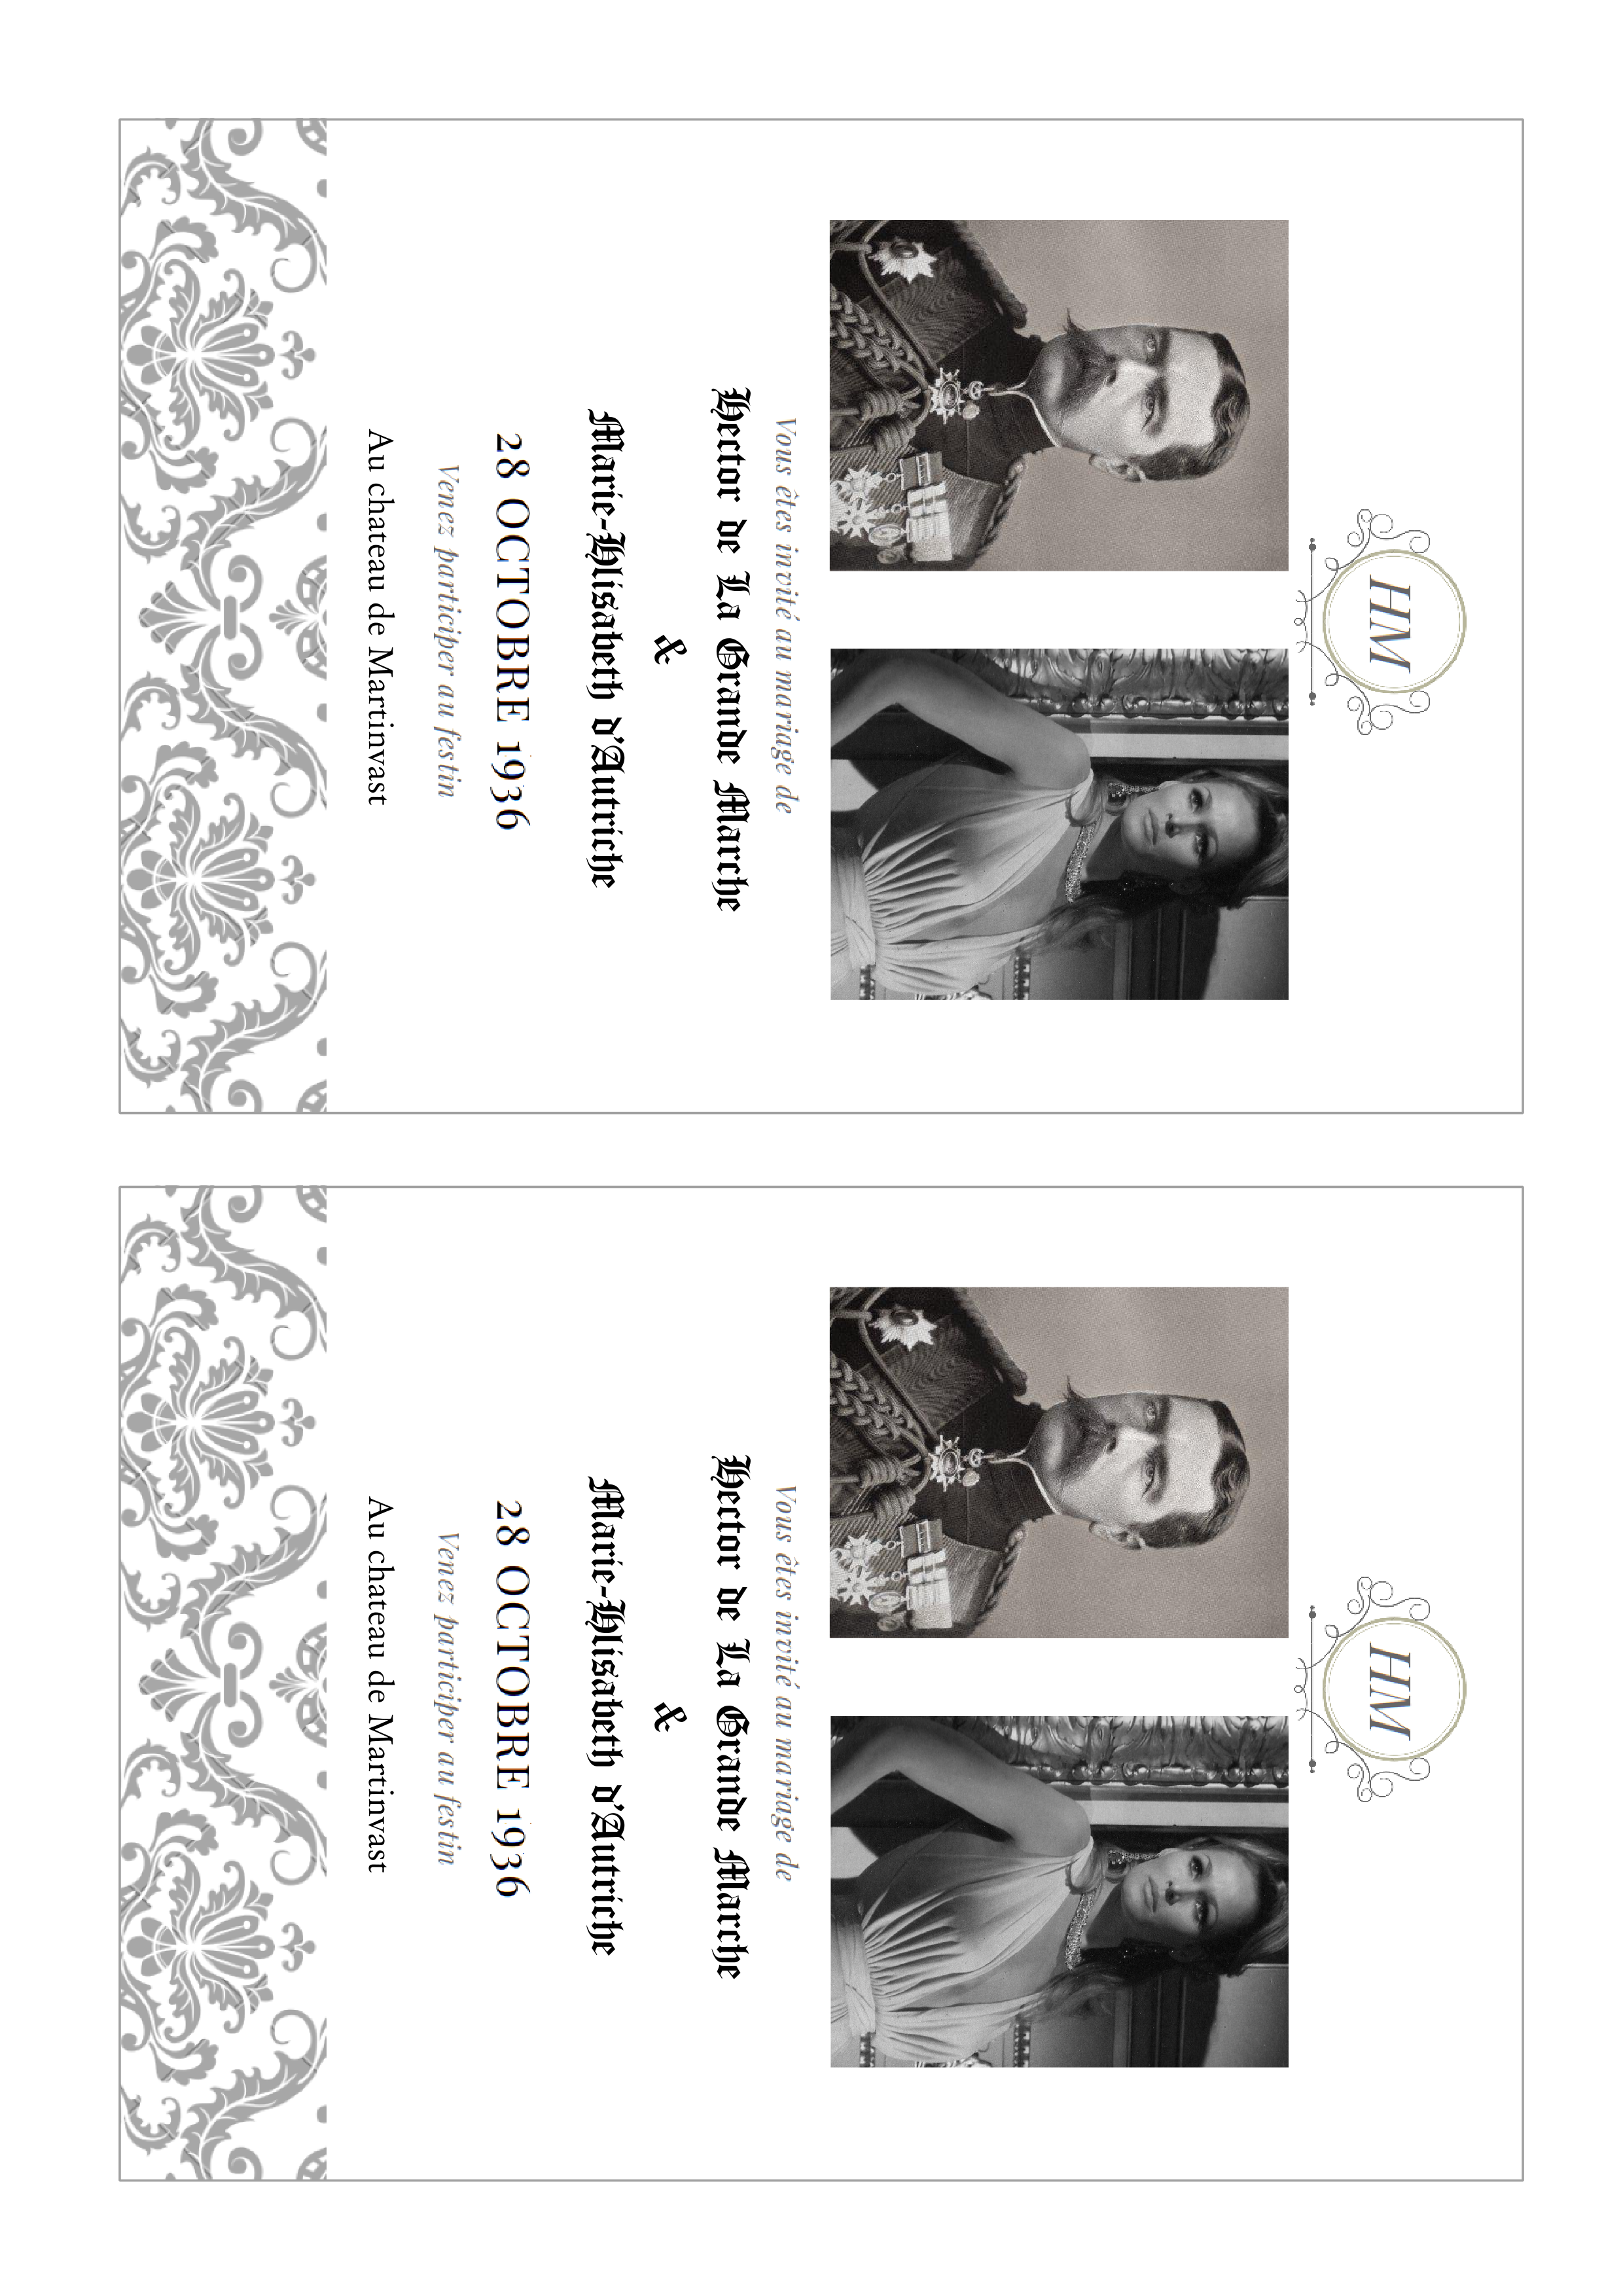 HM
Vous êtes invité au mariage de
Hector de La Grande Marche
&
Marie-Hlisabeth d'Autriche
28 OCTOBRE 1936
Venez participer au festin
Au chateau de Martinvast
HM
Vous êtes invité au mariage de
Hector de La Grande Marche
&
Marie-Hlisabeth d'Autriche
28 OCTOBRE 1936
Venez participer au festin
Au chateau de Martinvast